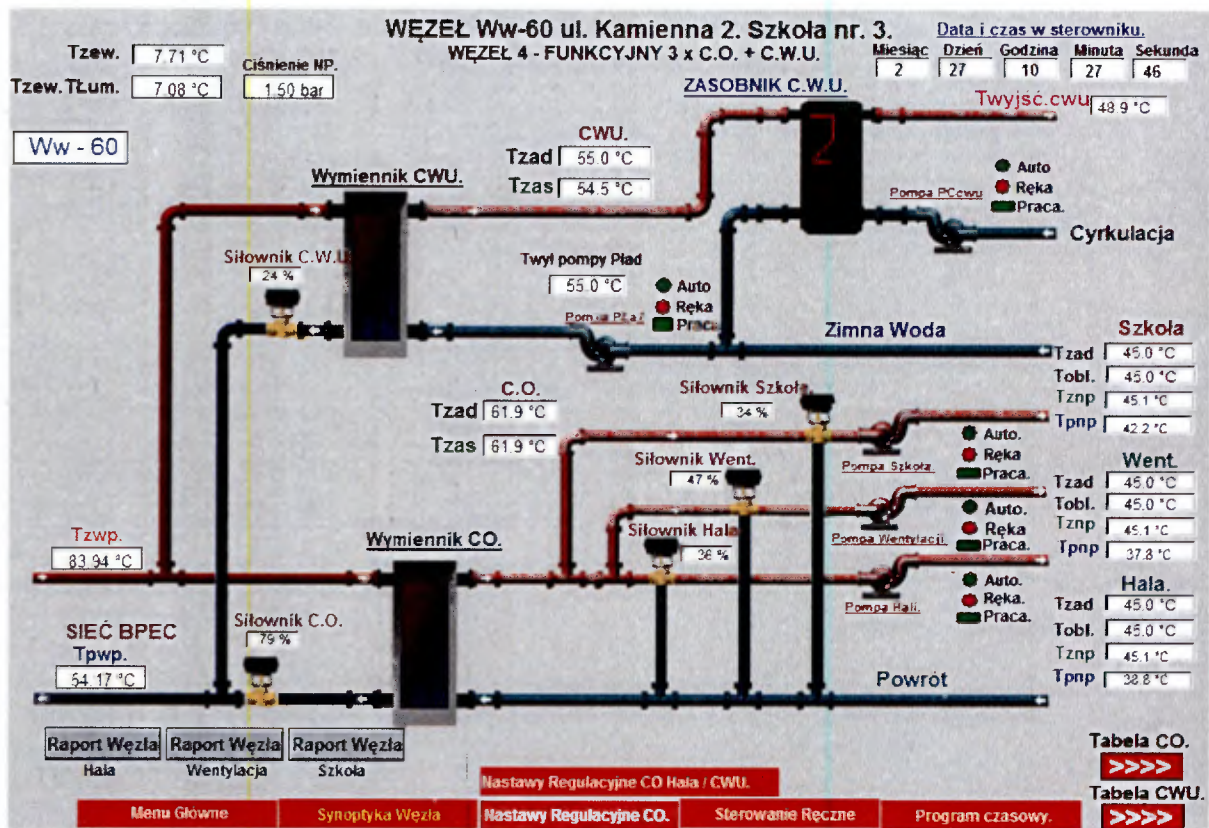 WĘZEŁ Ww-60 ul. Kamienna 2. Szkoła nr. 3.
WĘZEŁ 4 - FUNKCYJNY 3 x C.O. + C.W.U.
Data i czas w sterowniku.
Miesiąc Dzień Godzina Minuta Sekunda
2 27 10 27 46
Tzew. 7.71 °C
Tzew. TŁum. 7.08 °C
Ciśnienie NP.
1.50 bar
Ww - 60
ZASOBNIK C.W.U.
2
Twyjść.cwu 48.9 °C
CWU.
Tzad 55.0 °C
Tzas 54.5 °C
Wymiennik CWU.
Auto
Ręka
Praca.
Pompa PCcwu
Cyrkulacja
Siłownik C.W.U
24 %
Twył pompy Pład
55.0 °C
Auto
Ręka
Praca
Zimna Woda
Szkoła
Tzad 45.0 °C
Tobl. 45.0 °C
Tznp 45.1 °C
Tpnp 42.2 °C
C.O.
Tzad 61.9 °C
Tzas 61.9 °C
Siłownik Szkoła.
34 %
Auto.
Ręka
Praca.
Pompa Szkoła.
Siłownik Went.
47 %
Went.
Tzad 45.0 °C
Tobl. 45.0 °C
Tznp 45.1 °C
Tpnp 37.8 °C
Auto.
Ręka
Praca.
Pompa Wentylacji.
Siłownik Hala
36 %
Tzwp.
83.94 °C
Wymiennik CO.
Auto.
Ręka.
Praca.
Pompa Hali.
Hala.
Tzad 45.0 °C
Tobl. 45.0 °C
Tznp 45.1 °C
Tpnp 38.8 °C
SIEĆ BPEC
Tpwp.
54.17 °C
Siłownik C.O.
79 %
Powrót
Raport Węzła Raport Węzła Raport Węzła
Hala Wentylacja Szkoła
Tabela CO.
>>>>
Tabela CWU.
>>>>
Nastawy Regulacyjne CO Hala / CWU.
Menu Główne Synoptyka Węzła Nastawy Regulacyjne CO. Sterowanie Ręczne Program czasowy.